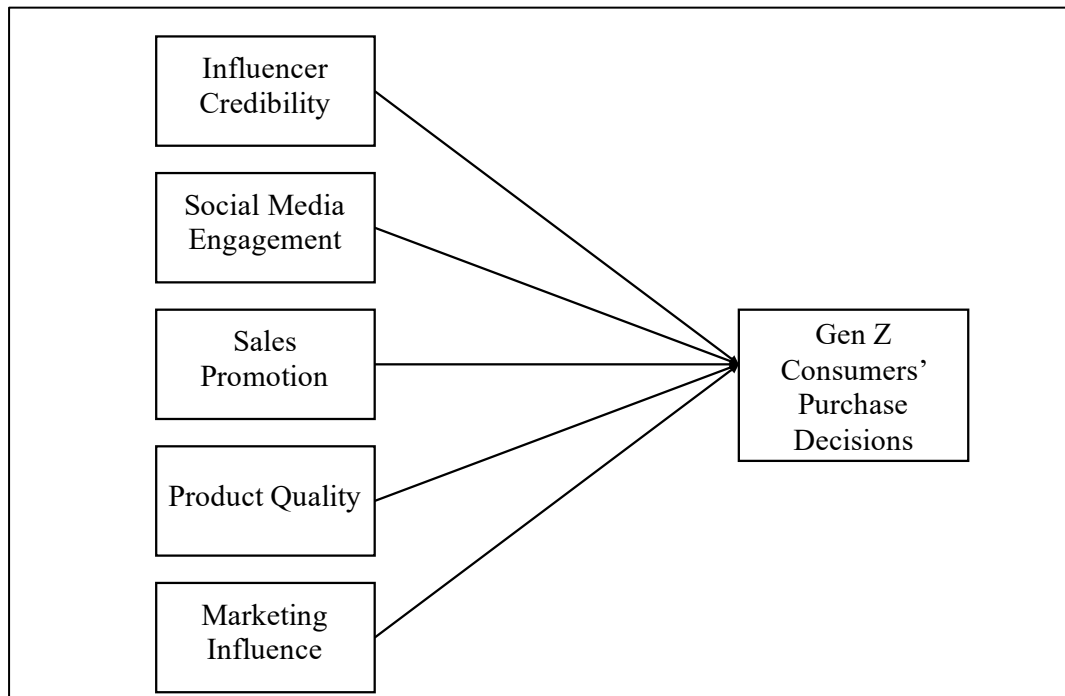 Influencer
Credibility
Social Media
Engagement
Sales
Promotion
Product Quality
Marketing
Influence
Gen Z
Consumers’
Purchase
Decisions